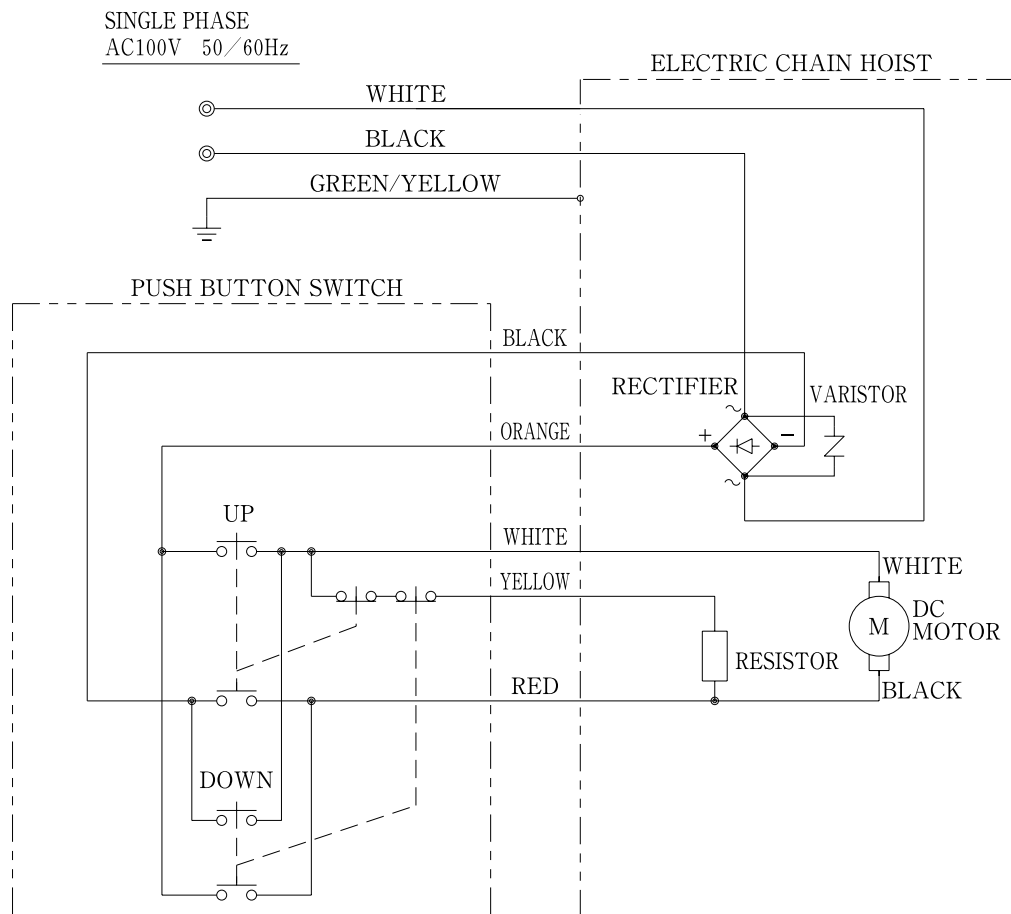 SINGLE PHASE
AC100V 50/60Hz
ELECTRIC CHAIN HOIST
WHITE
BLACK
GREEN/YELLOW
PUSH BUTTON SWITCH
BLACK
RECTIFIER
VARISTOR
~
+
−
~
ORANGE
UP
WHITE
WHITE
YELLOW
DC
MOTOR
M
RESISTOR
RED
BLACK
DOWN